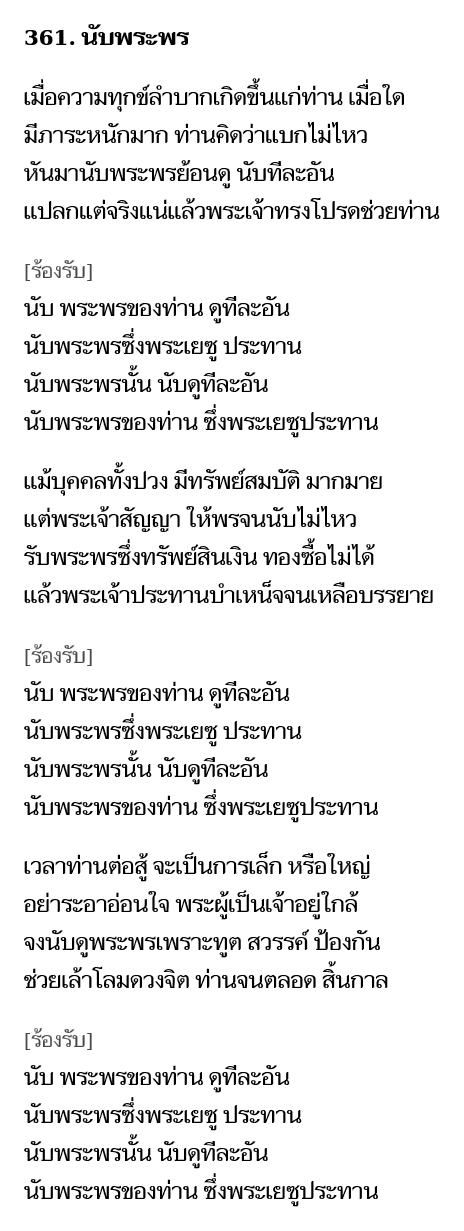 361. นับพระพร
เมื่อความทุกข์ลำบากเกิดขึ้นแก่ท่าน เมื่อใด
มีภาระหนักมาก ท่านคิดว่าแบกไม่ไหว
หันมานับพระพรย้อนดู นับทีละอัน
แปลกแต่จริงแน่แล้วพระเจ้าทรงโปรดช่วยท่าน
[ร้องรับ]
นับ พระพรของท่าน ดูทีละอัน
นับพระพรซึ่งพระเยซู ประทาน
นับพระพรนั้น นับดูทีละอัน
นับพระพรของท่าน ซึ่งพระเยซูประทาน
แม้บุคคลทั้งปวง มีทรัพย์สมบัติ มากมาย
แต่พระเจ้าสัญญา ให้พรจนนับไม่ไหว
รับพระพรซึ่งทรัพย์สินเงิน ทองซื้อไม่ได้
แล้วพระเจ้าประทานบำเหน็จจนเหลือบรรยาย
[ร้องรับ]
นับ พระพรของท่าน ดูทีละอัน
นับพระพรซึ่งพระเยซู ประทาน
นับพระพรนั้น นับดูทีละอัน
นับพระพรของท่าน ซึ่งพระเยซูประทาน
เวลาท่านต่อสู้ จะเป็นการเล็ก หรือใหญ่
อย่าระอาอ่อนใจ พระผู้เป็นเจ้าอยู่ใกล้
จงนับดูพระพรเพราะทูต สวรรค์ ป้องกัน
ช่วยเล้าโลมดวงจิต ท่านจนตลอด สิ้นกาล
[ร้องรับ]
นับ พระพรของท่าน ดูทีละอัน
นับพระพรซึ่งพระเยซู ประทาน
นับพระพรนั้น นับดูทีละอัน
นับพระพรของท่าน ซึ่งพระเยซูประทาน